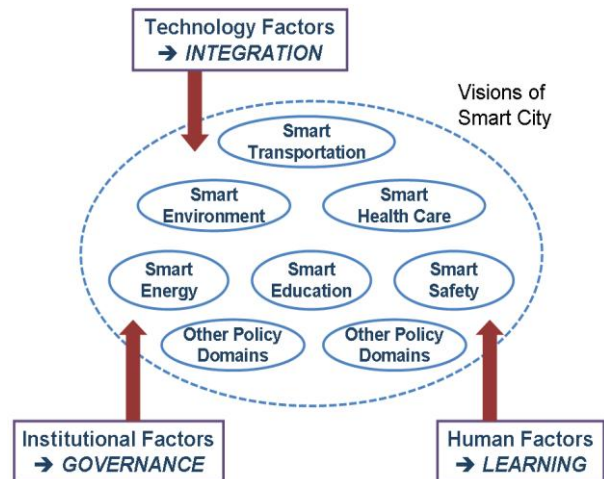 Technology Factors
➔ INTEGRATION
Visions of
Smart City
Smart
Transportation
Smart
Environment
Smart
Health Care
Smart
Energy
Smart
Education
Smart
Safety
Other Policy
Domains
Other Policy
Domains
Institutional Factors
➔ GOVERNANCE
Human Factors
➔ LEARNING